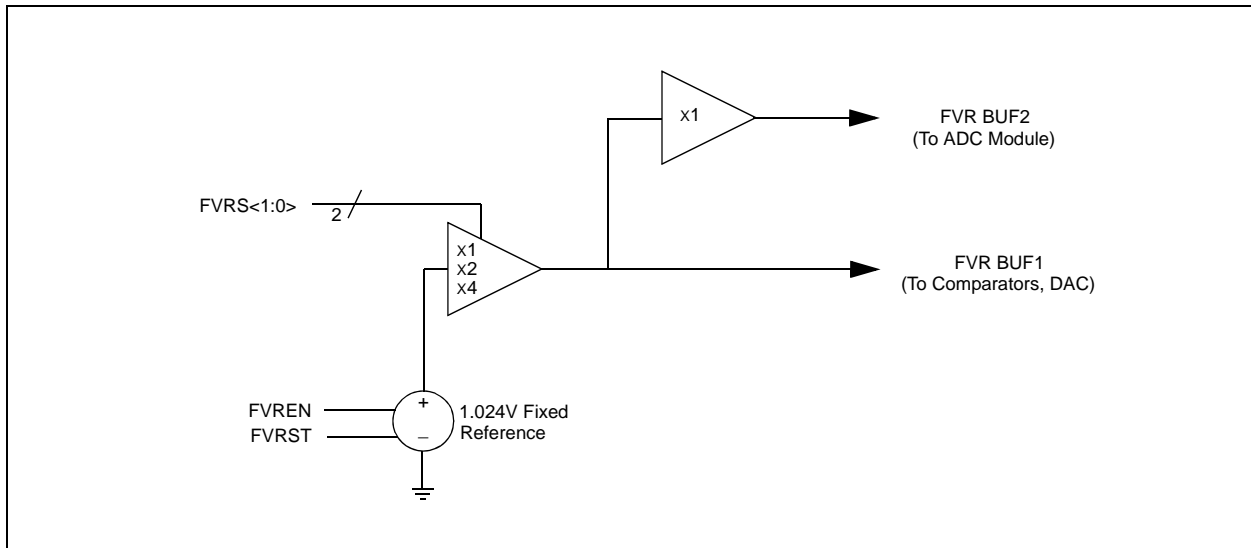 X1
FVR BUF2
(To ADC Module)
FVRS<1:0>
2
X1
X2
X4
FVR BUF1
(To Comparators, DAC)
FVREN
FVRST
+
_
1.024V Fixed
Reference